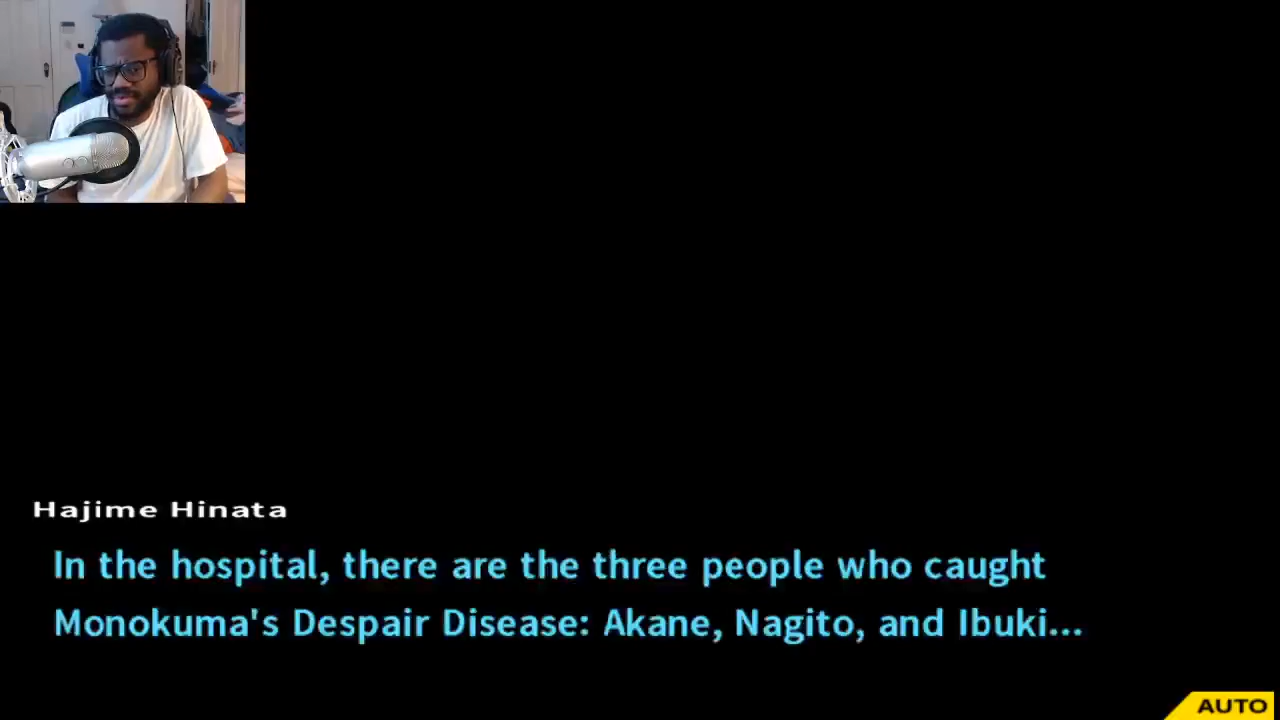 Hajime Hinata
In the hospital, there are the three people who caught
Monokuma's Despair Disease: Akane, Nagito, and Ibuki...
AUTO